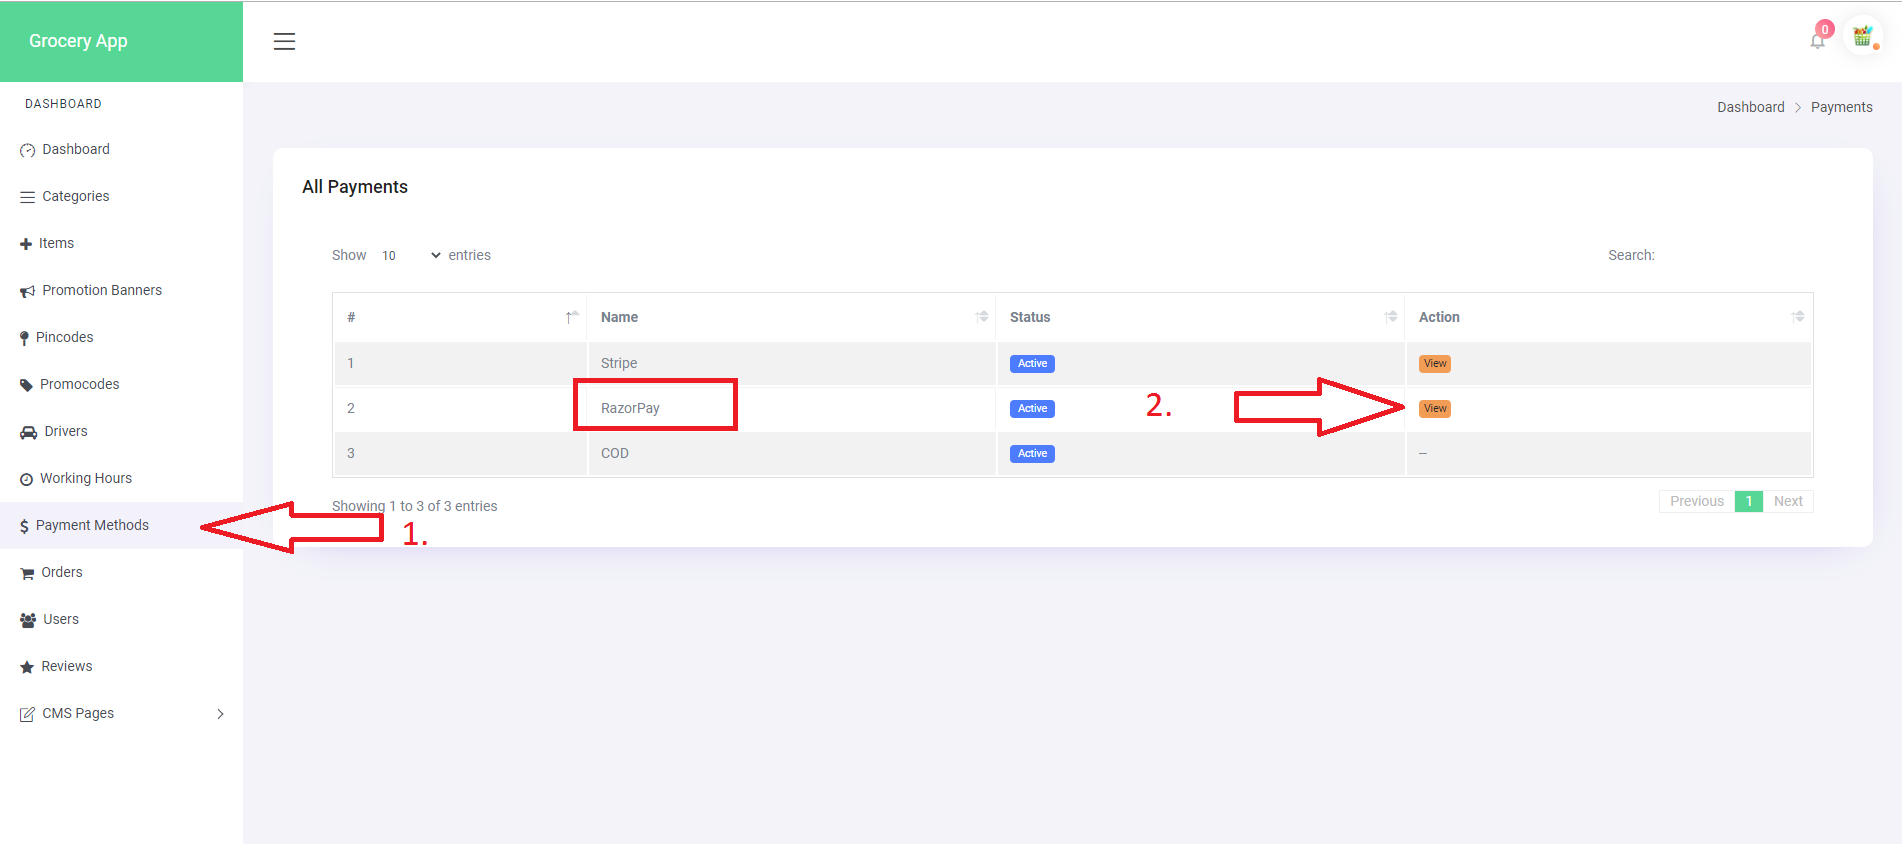 Grocery App
0
DASHBOARD
Dashboard > Payments
Dashboard
Categories
Items
Promotion Banners
Pincodes
Promocodes
Drivers
Working Hours
Payment Methods
Orders
Users
Reviews
CMS Pages
All Payments
Show 10 entries
Search:
# Name Status Action
1 Stripe Active View
2 RazorPay Active 2. View
3 COD Active --
Showing 1 to 3 of 3 entries
Previous 1 Next
1.